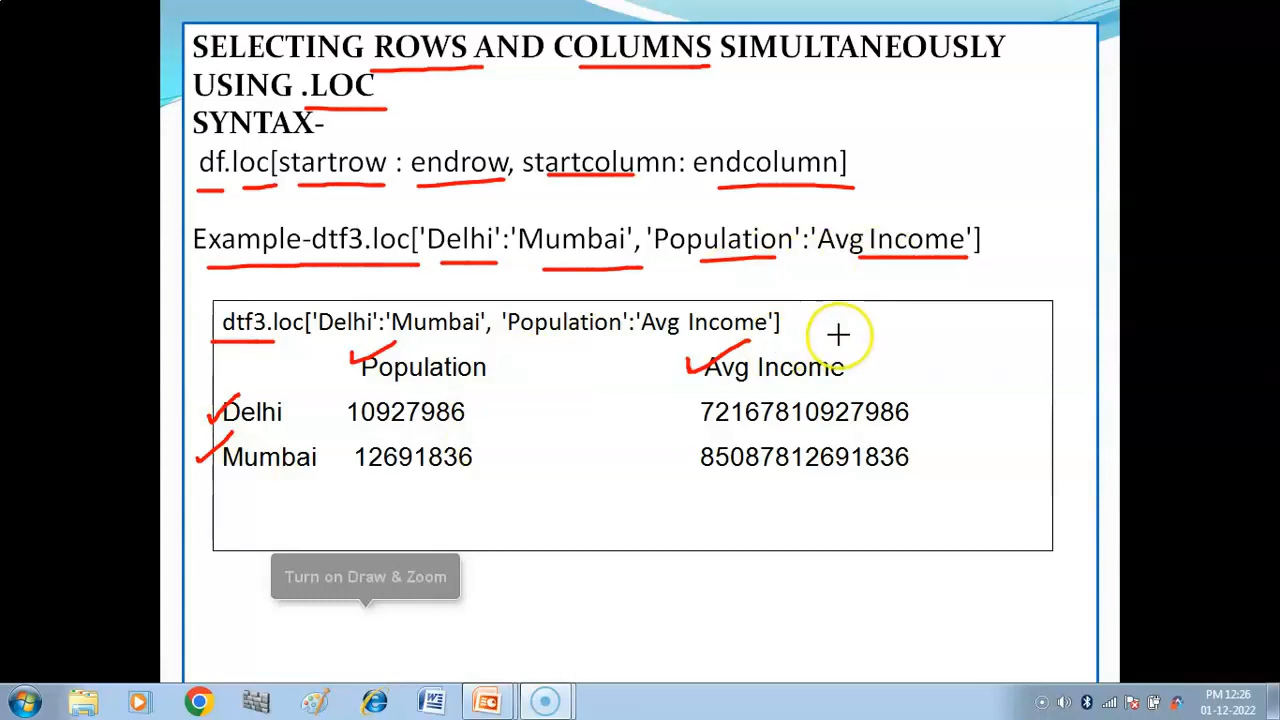 SELECTING ROWS AND COLUMNS SIMULTANEOUSLY
USING .LOC
SYNTAX-
df.loc[startrow : endrow, startcolumn: endcolumn]
Example-dtf3.loc['Delhi':'Mumbai', 'Population':'Avg Income']
dtf3.loc['Delhi':'Mumbai', 'Population':'Avg Income']
Population Avg Income
Delhi 10927986 72167810927986
Mumbai 12691836 85087812691836
Turn on Draw & Zoom
PM 12:26
01-12-2022